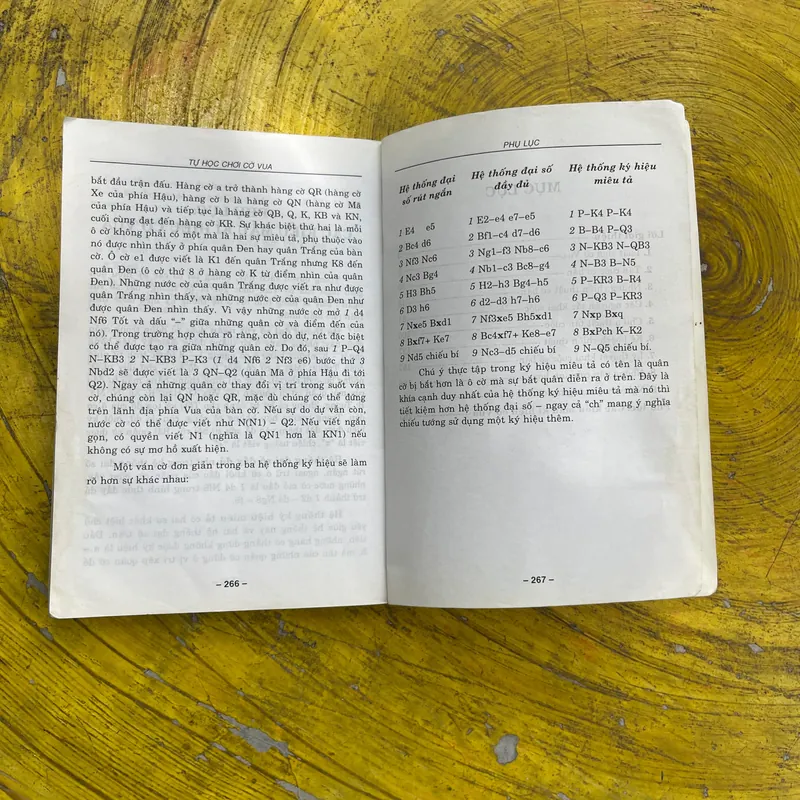 TỰ HỌC CHƠI CỜ VUA
bắt đầu trận đấu. Hàng cờ a trở thành hàng cờ QR (hàng cờ
Xe của phía Hậu), hàng cờ b là hàng cờ QN (hàng cờ Mã
của phía Hậu) và tiếp tục là hàng cờ QB, Q, K, KB và KN,
cuối cùng đạt đến hàng cờ KR. Sự khác biệt thứ hai là mỗi
ô cờ không phải có một mà là hai sự miêu tả, phụ thuộc vào
nó được nhìn thấy ở phía quân Đen hay quân Trắng của bàn
cờ. Ô cờ e1 được viết là K1 đến quân Trắng nhưng K8 đến
quân Đen (ô cờ thứ 8 ở hàng cờ K từ điểm nhìn của quân
Đen). Những nước cờ của quân Trắng được viết ra như được
quân Trắng nhìn thấy, và những nước cờ của quân Đen như
quân Đen nhìn thấy. Vì vậy những nước cờ mở 1 d4
Nf6 Tốt và dấu "–" giữa những quân cờ và điểm đến của
nó). Trong trường hợp chưa rõ ràng, còn do dự, nét đặc biệt
có thể được tạo ra giữa những quân cờ. Do đó, sau 1 P–Q4
N–KB3 2 N–KB3 P–K3 (1 d4 Nf6 2 Nf3 e6) bước thứ 3
Nbd2 sẽ được viết là 3 QN–Q2 (quân Mã ở phía Hậu đi tới
Q2). Ngay cả những quân cờ thay đổi vị trí trong suốt ván
cờ, chúng còn lại QN hoặc QR, mặc dù chúng có thể đứng
trên lãnh địa phía Vua của bàn cờ. Nếu sự do dự vẫn còn,
nước cờ có thể được viết như N(N1) – Q2. Nếu viết ngắn
gọn, có quyền viết N1 (nghĩa là QN1 hơn là KN1) nếu
không có sự mơ hồ xuất hiện.
Một ván cờ đơn giản trong ba hệ thống ký hiệu sẽ làm
rõ hơn sự khác nhau:
– 266 –
PHỤ LỤC
Hệ thống đại số rút ngắn
Hệ thống đại số đầy đủ
Hệ thống ký hiệu miêu tả
1 E4 e5 1 E2–e4 e7–e5 1 P–K4 P–K4
2 Bc4 d6 2 Bf1–c4 d7–d6 2 B–B4 P–Q3
3 Nf3 Nc6 3 Ng1–f3 Nb8–c6 3 N–KB3 N–QB3
4 Nc3 Bg4 4 Nb1–c3 Bc8–g4 4 N–B3 B–N5
5 H3 Bh5 5 H2–h3 Bg4–h5 5 P–KR3 B–R4
6 D3 h6 6 d2–d3 h7–h6 6 P–Q3 P–KR3
7 Nxe5 Bxd1 7 Nf3xe5 Bh5xd1 7 Nxp Bxq
8 Bxf7+ Ke7 8 Bc4xf7+ Ke8–e7 8 BxPch K–K2
9 Nd5 chiếu bí 9 Nc3–d5 chiếu bí 9 N–Q5 chiếu bí.
Chú ý thực tập trong ký hiệu miêu tả có tên là quân
cờ bị bắt hơn là ô cờ mà sự bắt quân diễn ra ở trên. Đây là
khía cạnh duy nhất của ký hiệu miêu tả mà nó thì
tiết kiệm hơn hệ thống đại số – ngay cả "ch" mang ý nghĩa
chiếu tướng sử dụng một ký hiệu thêm.
– 267 –